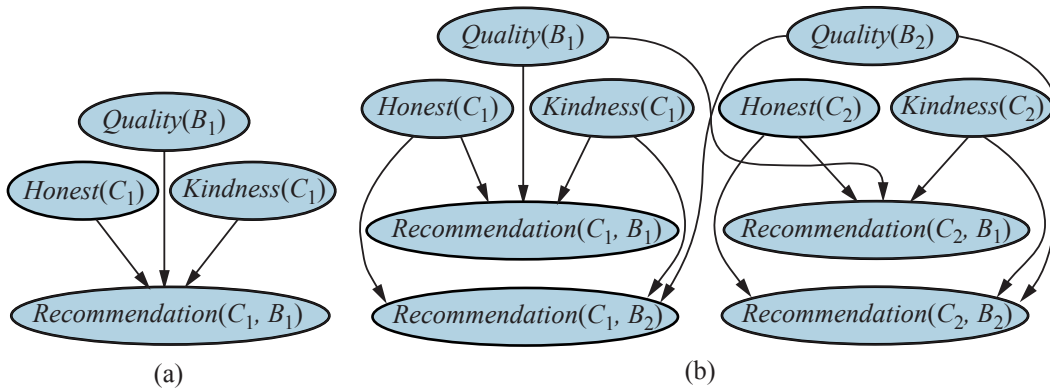 Quality(B1)
Honest(C1)
Kindness(C1)
Recommendation(C1, B1)
(a)
Quality(B1)
Quality(B2)
Honest(C1)
Kindness(C1)
Honest(C2)
Kindness(C2)
Recommendation(C1, B1)
Recommendation(C2, B1)
Recommendation(C1, B2)
Recommendation(C2, B2)
(b)